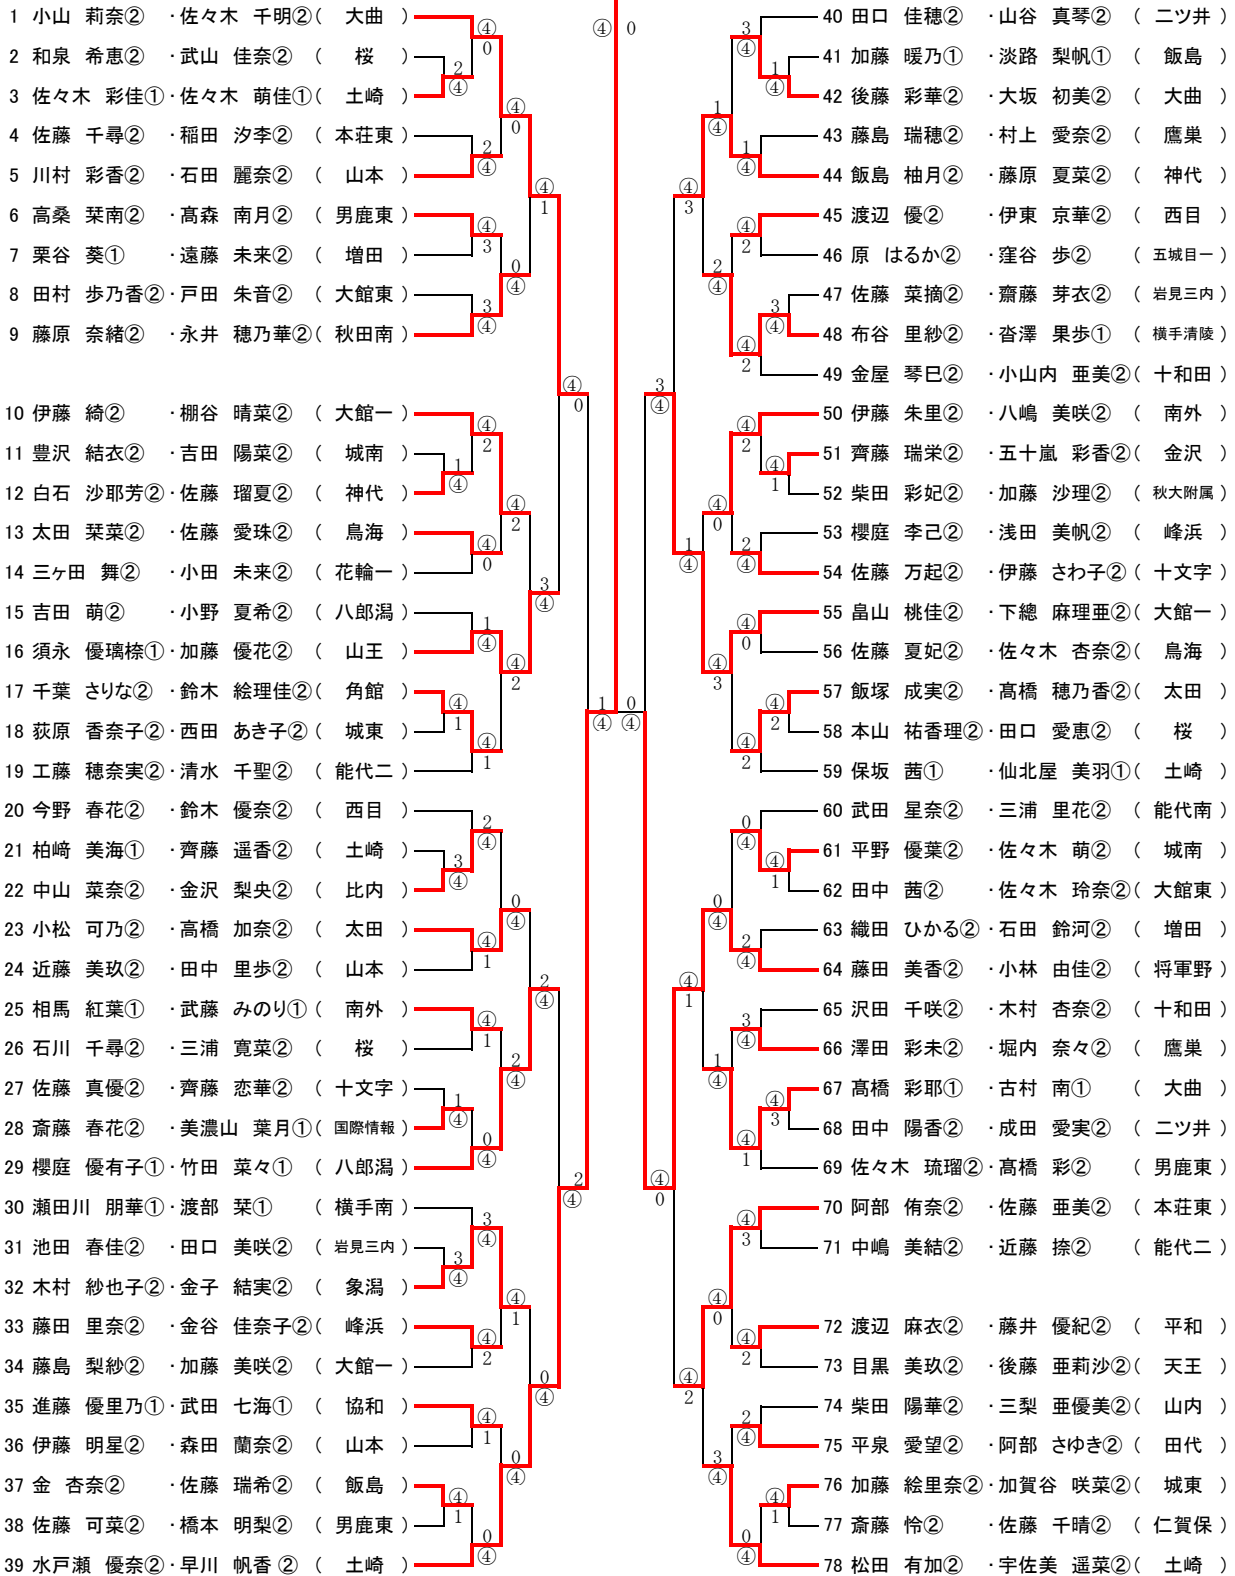 1 小山 莉奈② ・佐々木 千明② ( 大曲 )
2 和泉 希恵② ・武山 佳奈② ( 桜 )
3 佐々木 彩佳① ・佐々木 萌佳① ( 土崎 )
4 佐藤 千尋② ・稲田 汐李② ( 本荘東 )
5 川村 彩香② ・石田 麗奈② ( 山本 )
6 高桑 栞南② ・髙森 南月② ( 男鹿東 )
7 栗谷 葵① ・遠藤 未来② ( 増田 )
8 田村 歩乃香② ・戸田 朱音② ( 大館東 )
9 藤原 奈緒② ・永井 穂乃華② ( 秋田南 )
10 伊藤 綺② ・棚谷 晴菜② ( 大館一 )
11 豊沢 結衣② ・吉田 陽菜② ( 城南 )
12 白石 沙耶芳② ・佐藤 瑠夏② ( 神代 )
13 太田 栞菜② ・佐藤 愛珠② ( 鳥海 )
14 三ヶ田 舞② ・小田 未来② ( 花輪一 )
15 吉田 萌② ・小野 夏希② ( 八郎潟 )
16 須永 優璃椋① ・加藤 優花② ( 山王 )
17 千葉 さりな② ・鈴木 絵理佳② ( 角館 )
18 荻原 香奈子② ・西田 あき子② ( 城東 )
19 工藤 穂奈実② ・清水 千聖② ( 能代二 )
20 今野 春花② ・鈴木 優奈② ( 西目 )
21 柏﨑 美海① ・齊藤 遥香② ( 土崎 )
22 中山 菜奈② ・金沢 梨央② ( 比内 )
23 小松 可乃② ・高橋 加奈② ( 太田 )
24 近藤 美玖② ・田中 里歩② ( 山本 )
25 相馬 紅葉① ・武藤 みのり① ( 南外 )
26 石川 千尋② ・三浦 寛菜② ( 桜 )
27 佐藤 真優② ・齊藤 恋華② ( 十文字 )
28 斎藤 春花② ・美濃山 葉月① ( 国際情報 )
29 櫻庭 優有子① ・竹田 菜々① ( 八郎潟 )
30 瀬田川 朋華① ・渡部 栞① ( 横手南 )
31 池田 春佳② ・田口 美咲② ( 岩見三内 )
32 木村 紗也子② ・金子 結実② ( 象潟 )
33 藤田 里奈② ・金谷 佳奈子② ( 峰浜 )
34 藤島 梨紗② ・加藤 美咲② ( 大館一 )
35 進藤 優里乃① ・武田 七海① ( 協和 )
36 伊藤 明星② ・森田 蘭奈② ( 山本 )
37 金 杏奈② ・佐藤 瑞希② ( 飯島 )
38 佐藤 可菜② ・橋本 明梨② ( 男鹿東 )
39 水戸瀬 優奈② ・早川 帆香 ② ( 土崎 )
④ 0
40 田口 佳穂② ・山谷 真琴② ( 二ツ井 )
41 加藤 暖乃① ・淡路 梨帆① ( 飯島 )
42 後藤 彩華② ・大坂 初美② ( 大曲 )
43 藤島 瑞穂② ・村上 愛奈② ( 鷹巣 )
44 飯島 柚月② ・藤原 夏菜② ( 神代 )
45 渡辺 優② ・伊東 京華② ( 西目 )
46 原 はるか② ・窪谷 歩② ( 五城目一 )
47 佐藤 菜摘② ・齋藤 芽衣② ( 岩見三内 )
48 布谷 里紗② ・沓澤 果歩① ( 横手清陵 )
49 金屋 琴巳② ・小山内 亜美② ( 十和田 )
50 伊藤 朱里② ・八嶋 美咲② ( 南外 )
51 齊藤 瑞栄② ・五十嵐 彩香② ( 金沢 )
52 柴田 彩妃② ・加藤 沙理② ( 秋大附属 )
53 櫻庭 李己② ・浅田 美帆② ( 峰浜 )
54 佐藤 万起② ・伊藤 さわ子② ( 十文字 )
55 畠山 桃佳② ・下總 麻理亜② ( 大館一 )
56 佐藤 夏妃② ・佐々木 杏奈② ( 鳥海 )
57 飯塚 成実② ・髙橋 穂乃香② ( 太田 )
58 本山 祐香理② ・田口 愛恵② ( 桜 )
59 保坂 茜① ・仙北屋 美羽① ( 土崎 )
60 武田 星奈② ・三浦 里花② ( 能代南 )
61 平野 優葉② ・佐々木 萌② ( 城南 )
62 田中 茜② ・佐々木 玲奈② ( 大館東 )
63 織田 ひかる② ・石田 鈴河② ( 増田 )
64 藤田 美香② ・小林 由佳② ( 将軍野 )
65 沢田 千咲② ・木村 杏奈② ( 十和田 )
66 澤田 彩未② ・堀内 奈々② ( 鷹巣 )
67 髙橋 彩耶① ・古村 南① ( 大曲 )
68 田中 陽香② ・成田 愛実② ( 二ツ井 )
69 佐々木 琉瑠② ・髙橋 彩② ( 男鹿東 )
70 阿部 侑奈② ・佐藤 亜美② ( 本荘東 )
71 中嶋 美結② ・近藤 捺② ( 能代二 )
72 渡辺 麻衣② ・藤井 優紀② ( 平和 )
73 目黒 美玖② ・後藤 亜莉沙② ( 天王 )
74 柴田 陽華② ・三梨 亜優美② ( 山内 )
75 平泉 愛望② ・阿部 さゆき② ( 田代 )
76 加藤 絵里奈② ・加賀谷 咲菜② ( 城東 )
77 斎藤 怜② ・佐藤 千晴② ( 仁賀保 )
78 松田 有加② ・宇佐美 遥菜② ( 土崎 )